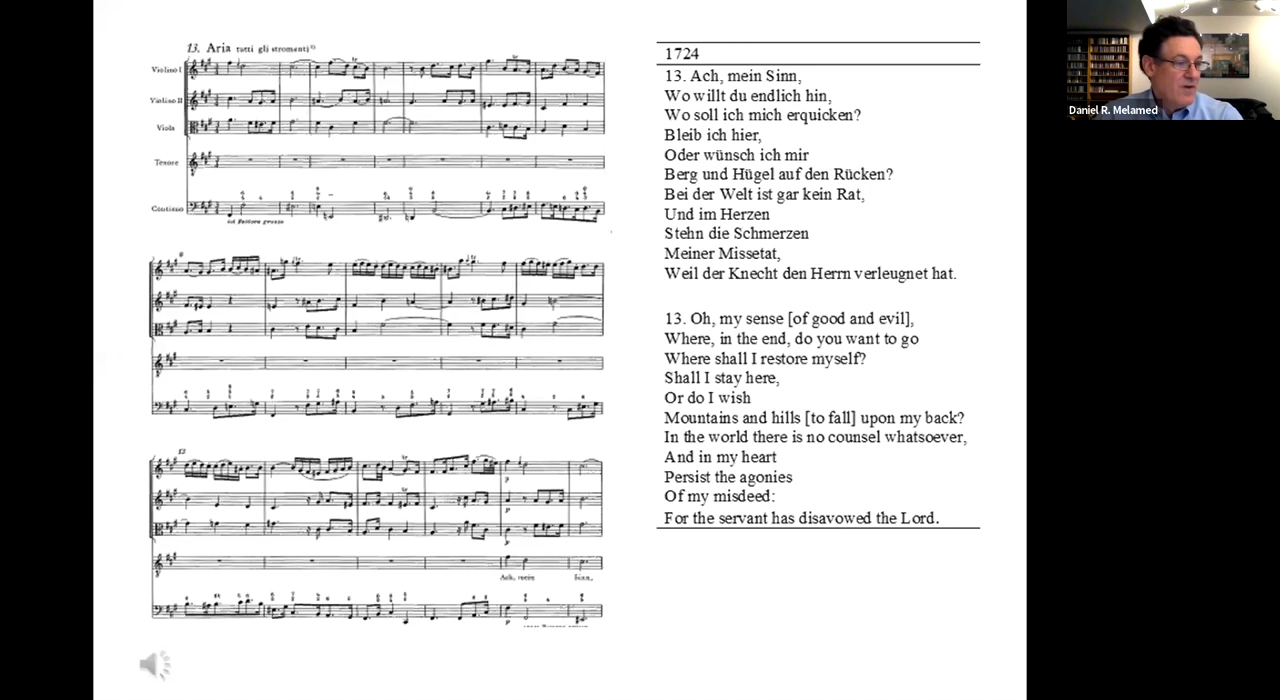 13. Aria tutti gli stromenti
Violino I
Violino II
Viola
Tenore
Continuo
Ach, mein Sinn,
1724
13. Ach, mein Sinn,
Wo willt du endlich hin,
Wo soll ich mich erquicken?
Bleib ich hier,
Oder wünsch ich mir
Berg und Hügel auf den Rücken?
Bei der Welt ist gar kein Rat,
Und im Herzen
Stehn die Schmerzen
Meiner Missetat,
Weil der Knecht den Herrn verleugnet hat.
13. Oh, my sense [of good and evil],
Where, in the end, do you want to go
Where shall I restore myself?
Shall I stay here,
Or do I wish
Mountains and hills [to fall] upon my back?
In the world there is no counsel whatsoever,
And in my heart
Persist the agonies
Of my misdeed:
For the servant has disavowed the Lord.
Daniel R. Melamed